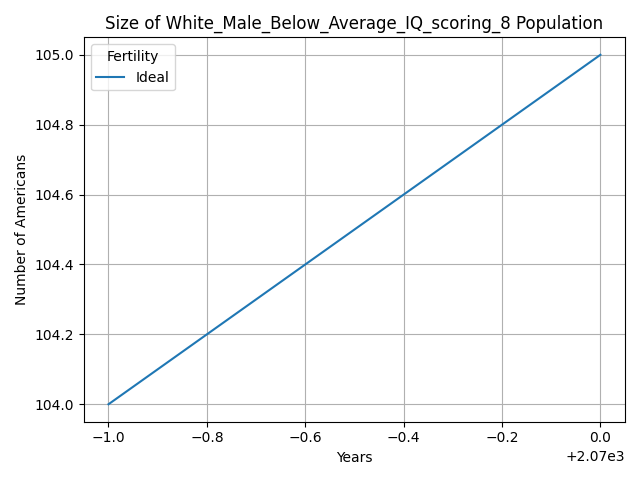 Size of White_Male_Below_Average_IQ_scoring_8 Population
Fertility
Ideal
105.0
104.8
104.6
104.4
104.2
104.0
Number of Americans
−1.0
−0.8
−0.6
−0.4
−0.2
0.0
+2.07e3
Years